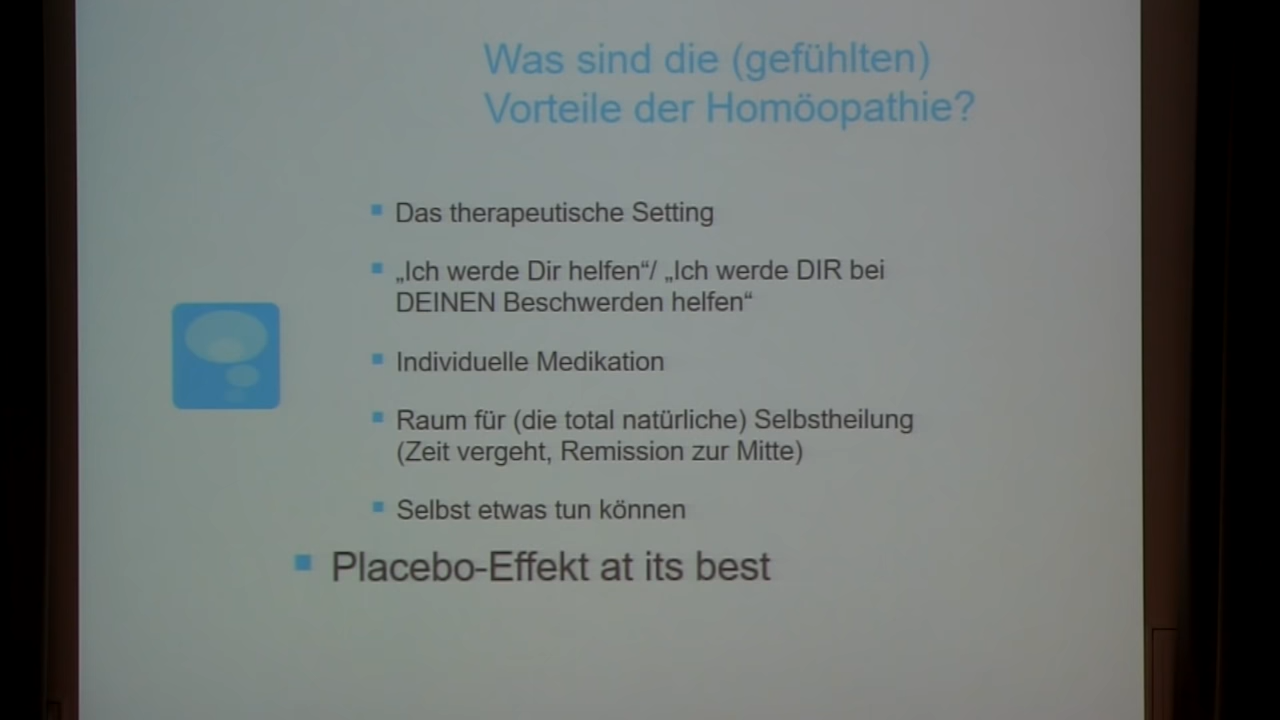 Was sind die (gefühlten)
Vorteile der Homöopathie?
Das therapeutische Setting
„Ich werde Dir helfen“/ „Ich werde DIR bei
DEINEN Beschwerden helfen“
Individuelle Medikation
Raum für (die total natürliche) Selbstheilung
(Zeit vergeht, Remission zur Mitte)
Selbst etwas tun können
Placebo-Effekt at its best